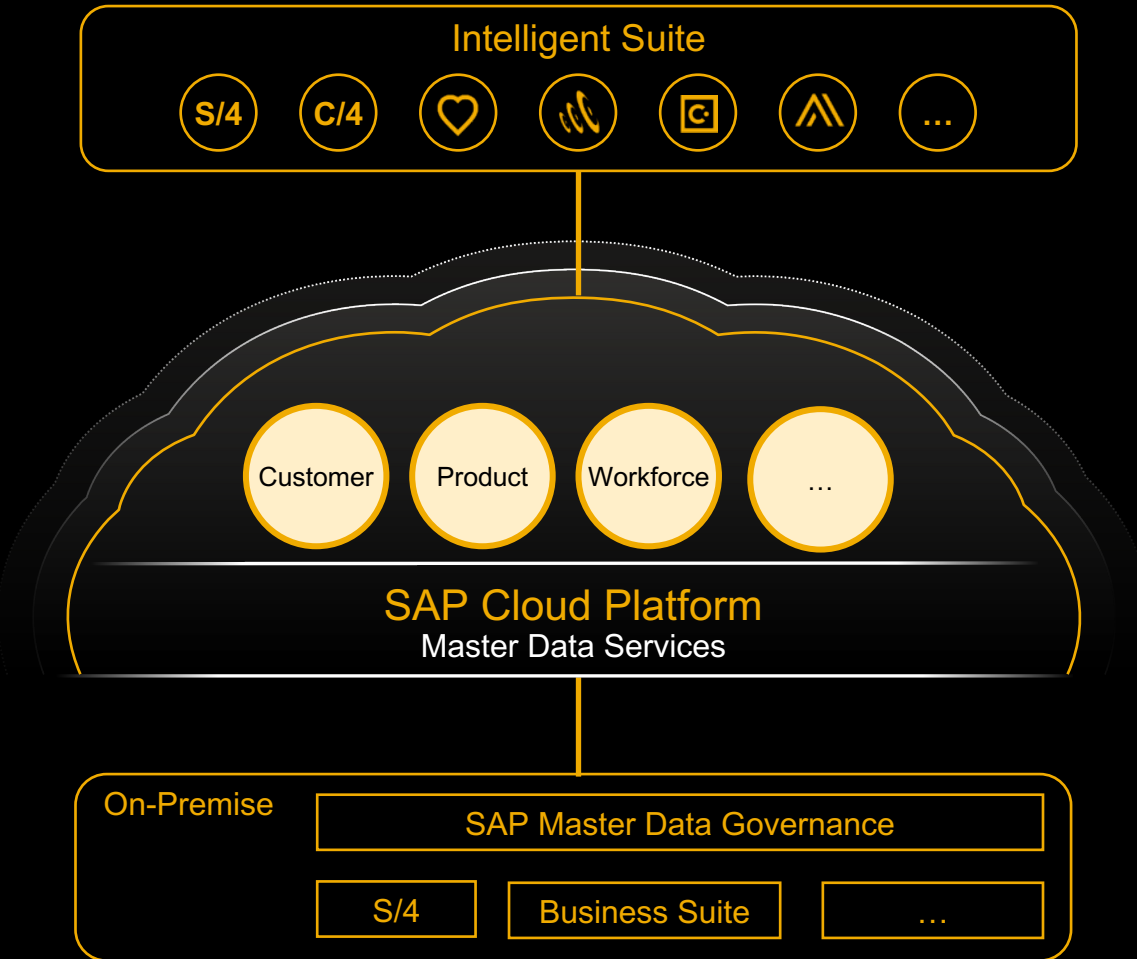 Intelligent Suite
S/4 C/4 C ...
Customer Product Workforce ...
SAP Cloud Platform
Master Data Services
On-Premise
SAP Master Data Governance
S/4 Business Suite ...